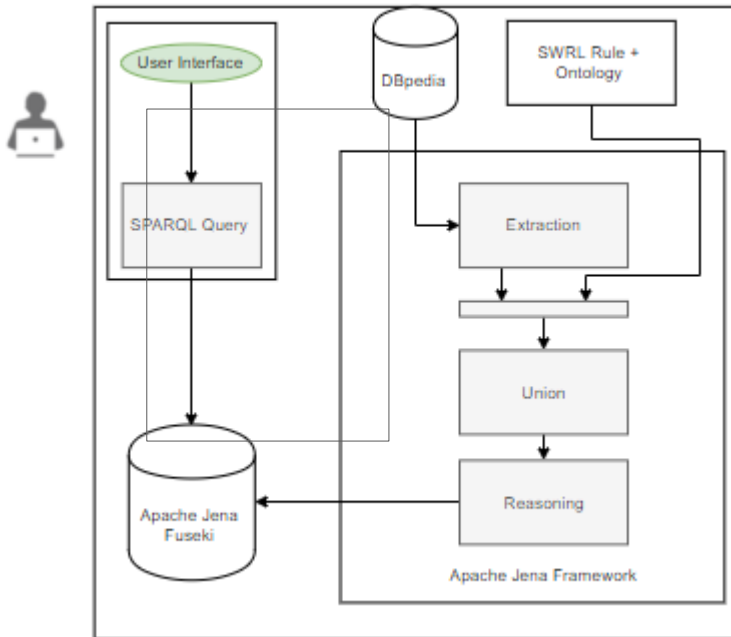 User Interface
DBpedia
SWRL Rule +
Ontology
SPARQL Query
Extraction
Union
Reasoning
Apache Jena
Fuseki
Apache Jena Framework